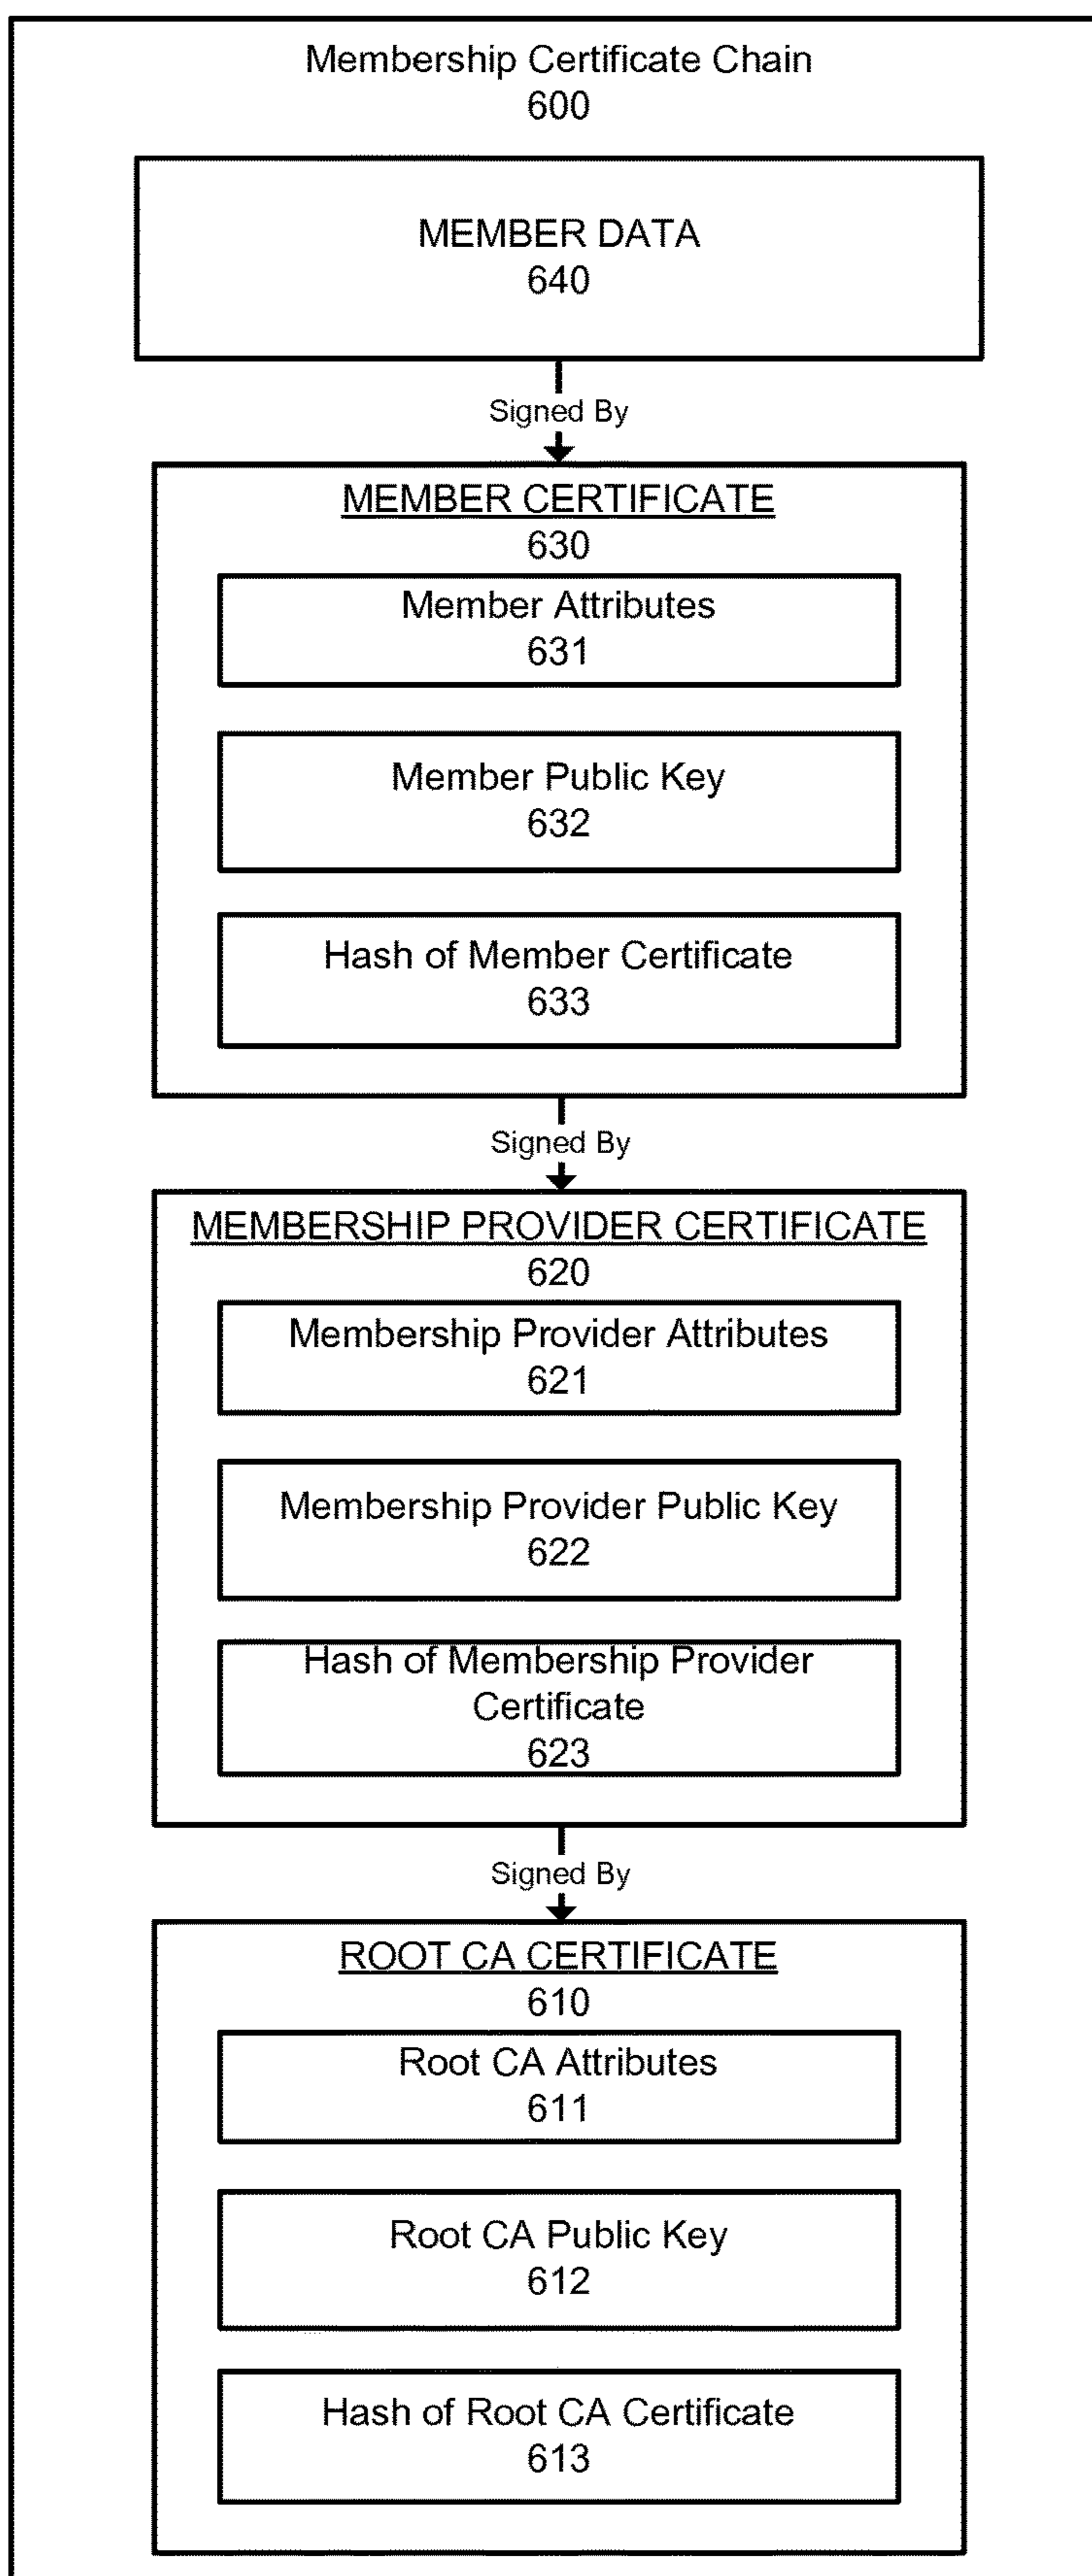 Membership Certificate Chain
600
MEMBER DATA
640
Signed By
MEMBER CERTIFICATE
630
Member Attributes
631
Member Public Key
632
Hash of Member Certificate
633
Signed By
MEMBERSHIP PROVIDER CERTIFICATE
620
Membership Provider Attributes
621
Membership Provider Public Key
622
Hash of Membership Provider
Certificate
623
Signed By
ROOT CA CERTIFICATE
610
Root CA Attributes
611
Root CA Public Key
612
Hash of Root CA Certificate
613